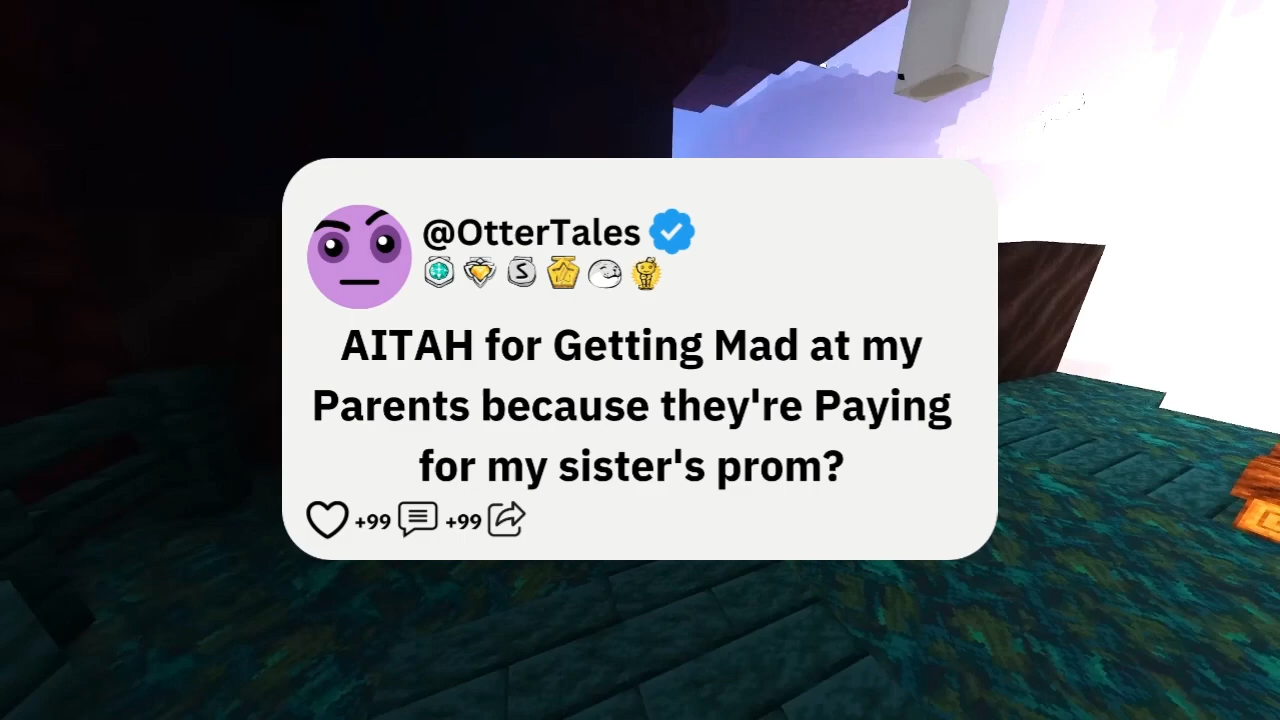 @OtterTales
AITAH for Getting Mad at my
Parents because they're Paying
for my sister's prom?
+99 +99